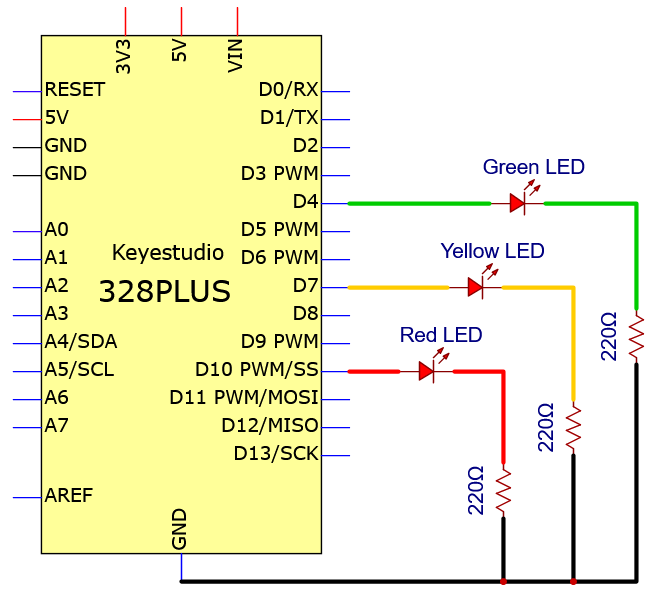 3V3
5V
VIN
RESET
5V
GND
GND
A0
A1
A2
A3
A4/SDA
A5/SCL
A6
A7
AREF
Keyestudio
328PLUS
D0/RX
D1/TX
D2
D3 PWM
D4
D5 PWM
D6 PWM
D7
D8
D9 PWM
D10 PWM/SS
D11 PWM/MOSI
D12/MISO
D13/SCK
GND
Green LED
Yellow LED
Red LED
220Ω
220Ω
220Ω